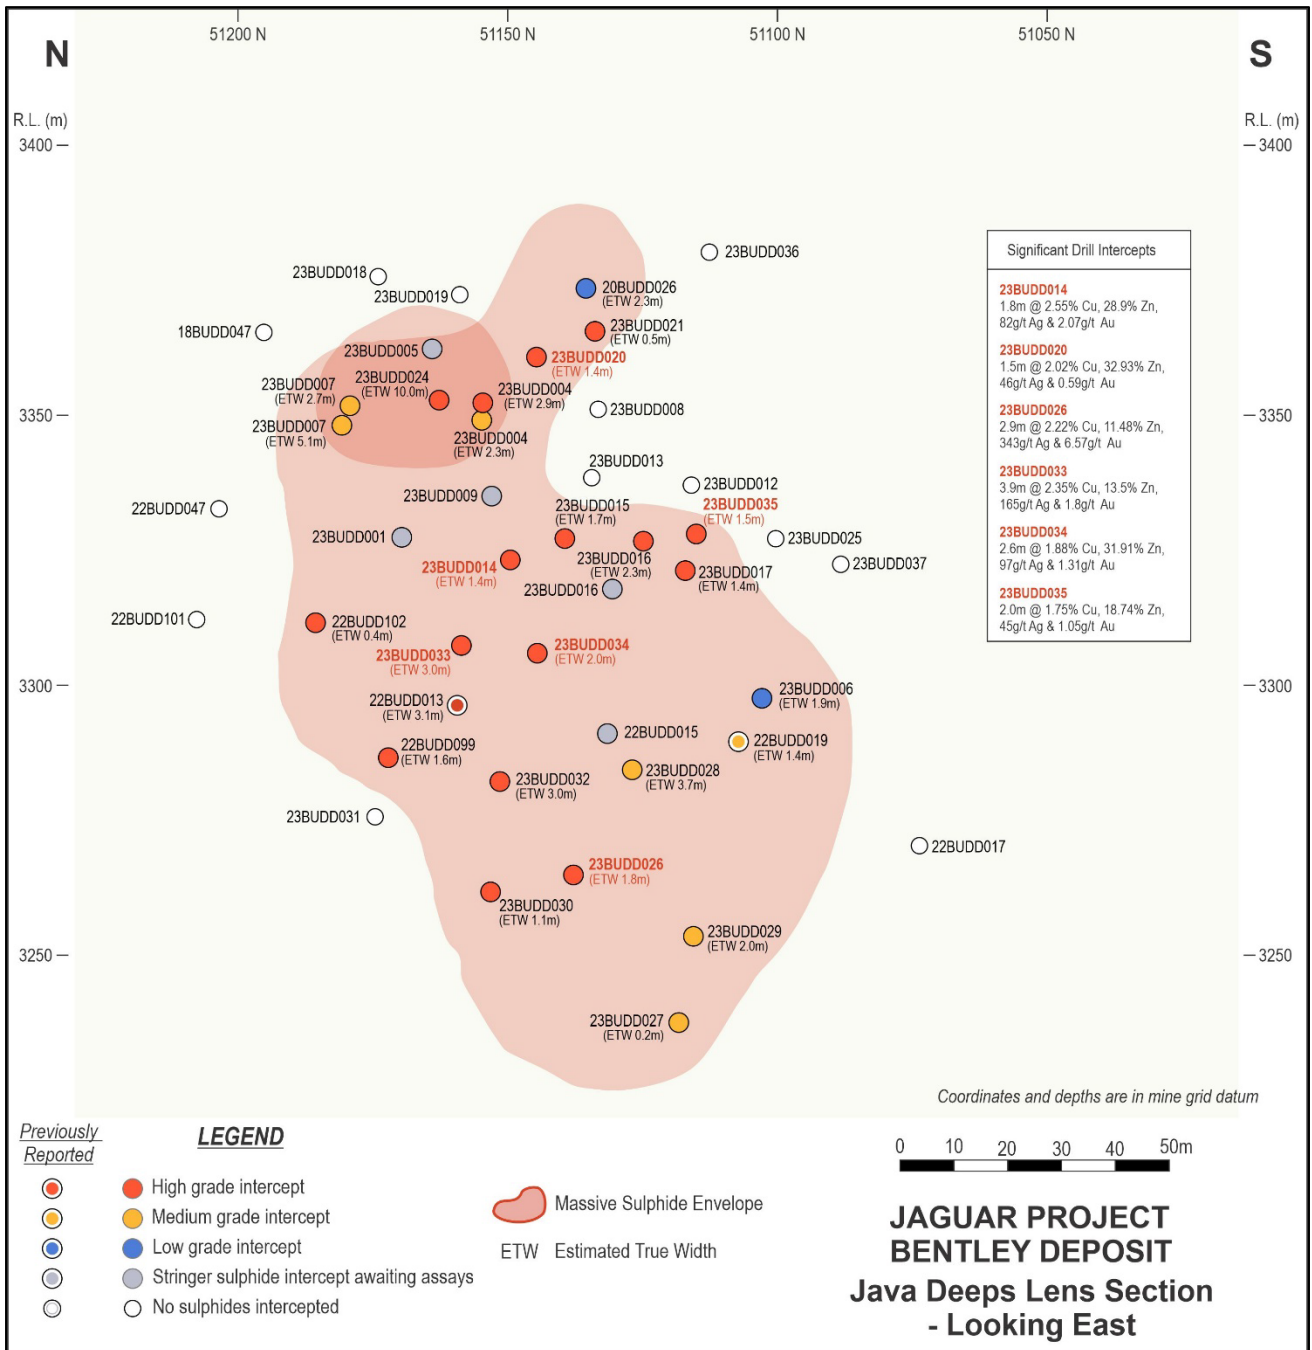 51200 N
51150 N
51100 N
51050 N
N
S
R.L. (m)
R.L. (m)
3400
3400
23BUDD036
23BUDD018
23BUDD019
20BUDD026
(ETW 2.3m)
18BUDD047
23BUDD021
(ETW 0.5m)
23BUDD005
23BUDD020
(ETW 1.4m)
23BUDD024
(ETW 10.0m)
23BUDD007
(ETW 2.7m)
23BUDD004
(ETW 2.9m)
23BUDD008
3350
3350
23BUDD007
(ETW 5.1m)
23BUDD004
(ETW 2.3m)
23BUDD013
23BUDD012
23BUDD009
23BUDD015
(ETW 1.7m)
23BUDD035
(ETW 1.5m)
22BUDD047
23BUDD001
23BUDD025
23BUDD016
(ETW 2.3m)
23BUDD037
23BUDD014
(ETW 1.4m)
23BUDD017
(ETW 1.4m)
23BUDD016
22BUDD101
22BUDD102
(ETW 0.4m)
23BUDD033
(ETW 3.0m)
23BUDD034
(ETW 2.0m)
3300
3300
22BUDD013
(ETW 3.1m)
23BUDD006
(ETW 1.9m)
22BUDD015
22BUDD019
(ETW 1.4m)
22BUDD099
(ETW 1.6m)
23BUDD028
(ETW 3.7m)
23BUDD032
(ETW 3.0m)
23BUDD031
22BUDD017
23BUDD026
(ETW 1.8m)
23BUDD030
(ETW 1.1m)
23BUDD029
(ETW 2.0m)
3250
3250
23BUDD027
(ETW 0.2m)
Significant Drill Intercepts
23BUDD014
1.8m @ 2.55% Cu, 28.9% Zn,
82g/t Ag & 2.07g/t Au
23BUDD020
1.5m @ 2.02% Cu, 32.93% Zn,
46g/t Ag & 0.59g/t Au
23BUDD026
2.9m @ 2.22% Cu, 11.48% Zn,
343g/t Ag & 6.57g/t Au
23BUDD033
3.9m @ 2.35% Cu, 13.5% Zn,
165g/t Ag & 1.8g/t Au
23BUDD034
2.6m @ 1.88% Cu, 31.91% Zn,
97g/t Ag & 1.31g/t Au
23BUDD035
2.0m @ 1.75% Cu, 18.74% Zn,
45g/t Ag & 1.05g/t Au
Coordinates and depths are in mine grid datum
Previously
Reported
LEGEND
High grade intercept
Medium grade intercept
Low grade intercept
Stringer sulphide intercept awaiting assays
No sulphides intercepted
Massive Sulphide Envelope
ETW Estimated True Width
0 10 20 30 40 50m
JAGUAR PROJECT
BENTLEY DEPOSIT
Java Deeps Lens Section
- Looking East